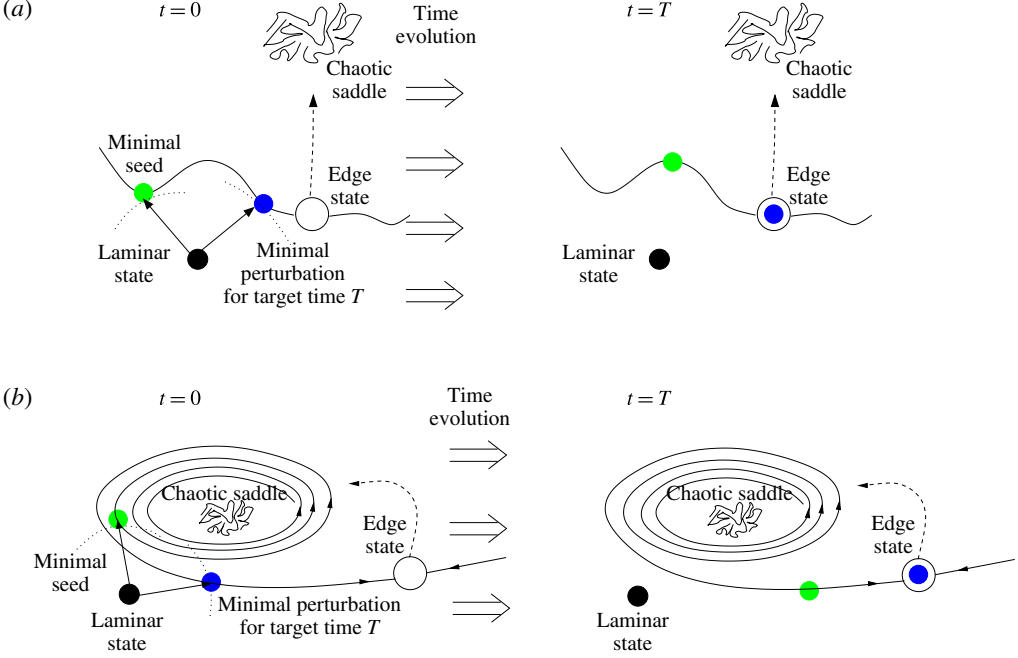 (a)
t = 0
Time
evolution
t = T
Chaotic
saddle
Chaotic
saddle
Minimal
seed
Edge
state
Edge
state
Laminar
state
Minimal
perturbation
for target time T
Laminar
state
(b)
t = 0
Time
evolution
t = T
Chaotic saddle
Chaotic saddle
Edge
state
Edge
state
Minimal
seed
Minimal perturbation
for target time T
Laminar
state
Laminar
state